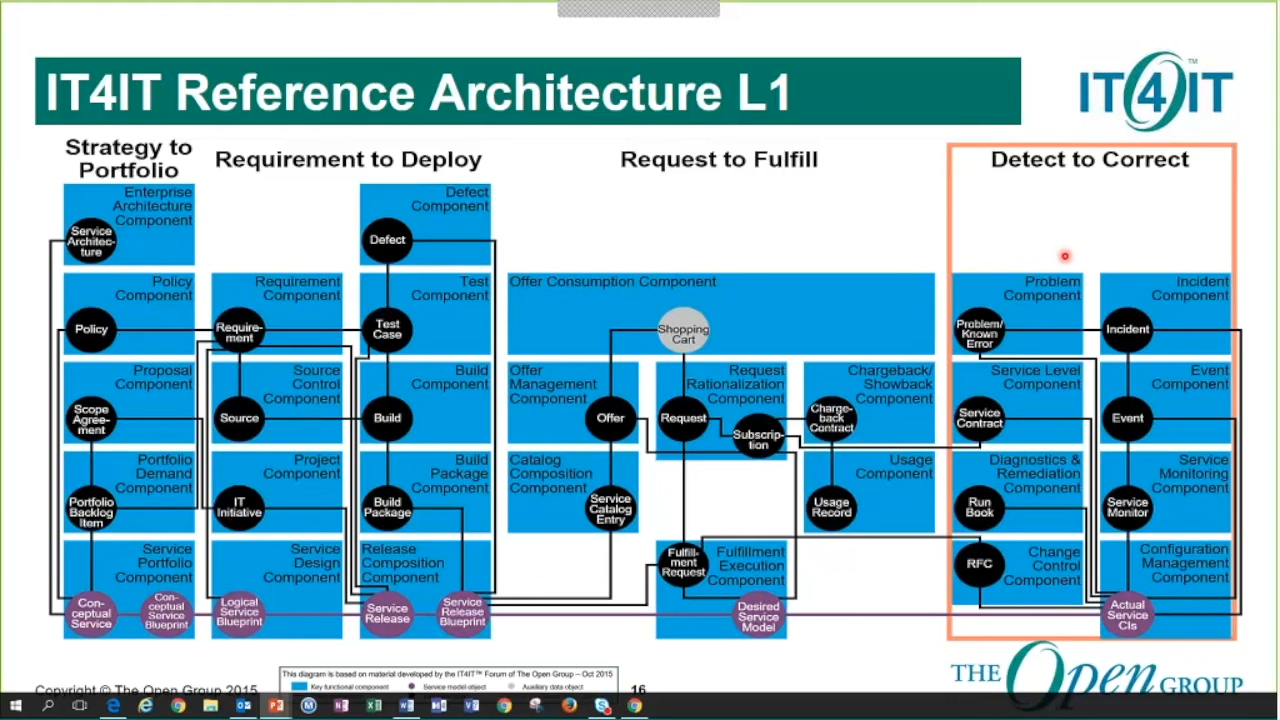 IT4IT Reference Architecture L1
IT4IT™
Strategy to
Portfolio
Requirement to Deploy
Request to Fulfill
Detect to Correct
Enterprise
Architecture
Component
Service
Architec-
ture
Policy
Component
Policy
Proposal
Component
Scope
Agree-
ment
Portfolio
Demand
Component
Portfolio
Backlog
Item
Service
Portfolio
Component
Con-
ceptual
Service
Con-
ceptual
Service
Blueprint
Requirement
Component
Require-
ment
Source
Control
Component
Source
Project
Component
IT
Initiative
Service
Design
Component
Logical
Service
Blueprint
Defect
Component
Defect
Test
Component
Test
Case
Build
Component
Build
Build
Package
Component
Build
Package
Release
Composition
Component
Service
Release
Service
Release
Blueprint
Offer Consumption Component
Shopping
Cart
Offer
Management
Component
Offer
Catalog
Composition
Component
Service
Catalog
Entry
Request
Rationalization
Component
Request
Subscrip-
tion
Fulfill-
ment
Request
Fulfillment
Execution
Component
Desired
Service
Model
Chargeback/
Showback
Component
Charge-
back
Contract
Usage
Component
Usage
Record
Problem
Component
Problem/
Known
Error
Service Level
Component
Service
Contract
Diagnostics &
Remediation
Component
Run
Book
Change
Control
Component
RFC
Incident
Component
Incident
Event
Component
Event
Service
Monitoring
Component
Service
Monitor
Configuration
Management
Component
Actual
Service
CIs
This diagram is based on material developed by the IT4IT™ Forum of The Open Group – Oct 2015
Key functional component
Service model object
Auxiliary data object
Copyright © The Open Group 2015
16
THE Open GROUP